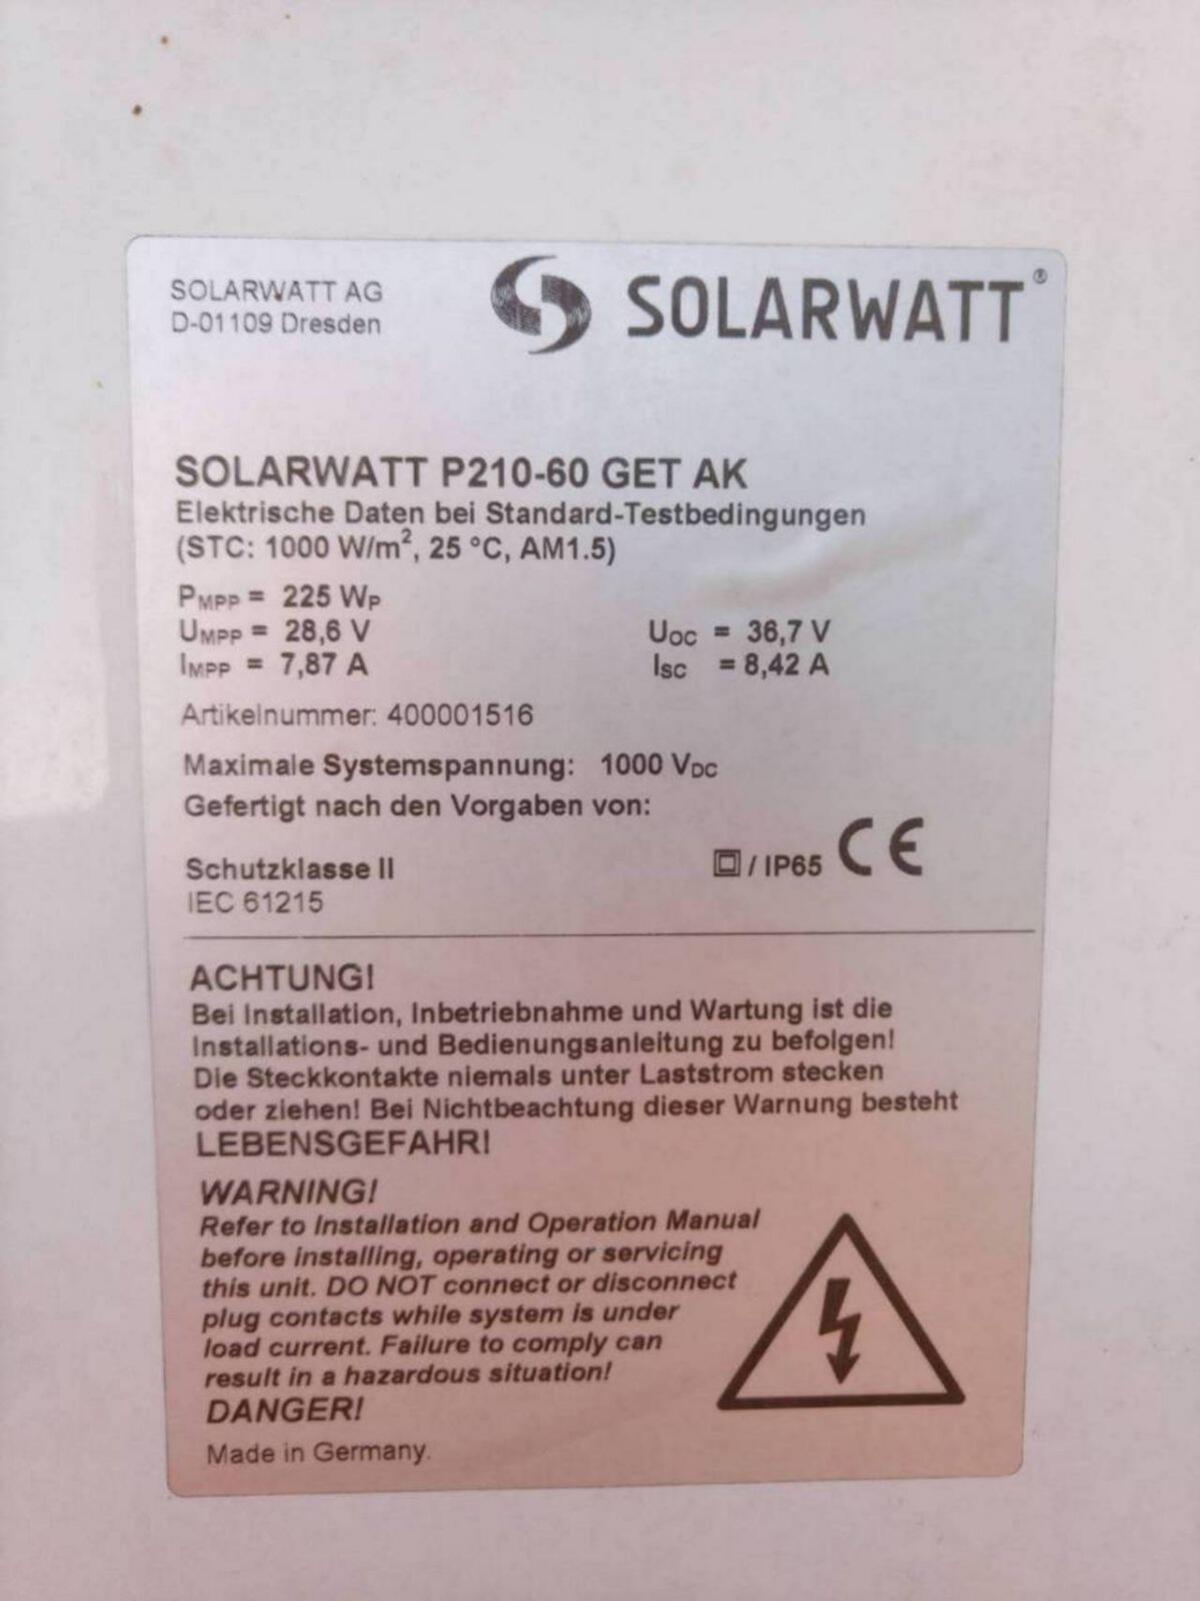 SOLARWATT AG
D-01109 Dresden
SOLARWATT®
SOLARWATT P210-60 GET AK
Elektrische Daten bei Standard-Testbedingungen
(STC: 1000 W/m², 25 °C, AM1.5)
PMPP = 225 WP
UMPP = 28,6 V UOC = 36,7 V
IMPP = 7,87 A ISC = 8,42 A
Artikelnummer: 400001516
Maximale Systemspannung: 1000 VDC
Gefertigt nach den Vorgaben von:
Schutzklasse II / IP65 CE
IEC 61215
ACHTUNG!
Bei Installation, Inbetriebnahme und Wartung ist die
Installations- und Bedienungsanleitung zu befolgen!
Die Steckkontakte niemals unter Laststrom stecken
oder ziehen! Bei Nichtbeachtung dieser Warnung besteht
LEBENSGEFAHR!
WARNING!
Refer to Installation and Operation Manual
before installing, operating or servicing
this unit. DO NOT connect or disconnect
plug contacts while system is under
load current. Failure to comply can
result in a hazardous situation!
DANGER!
Made in Germany.